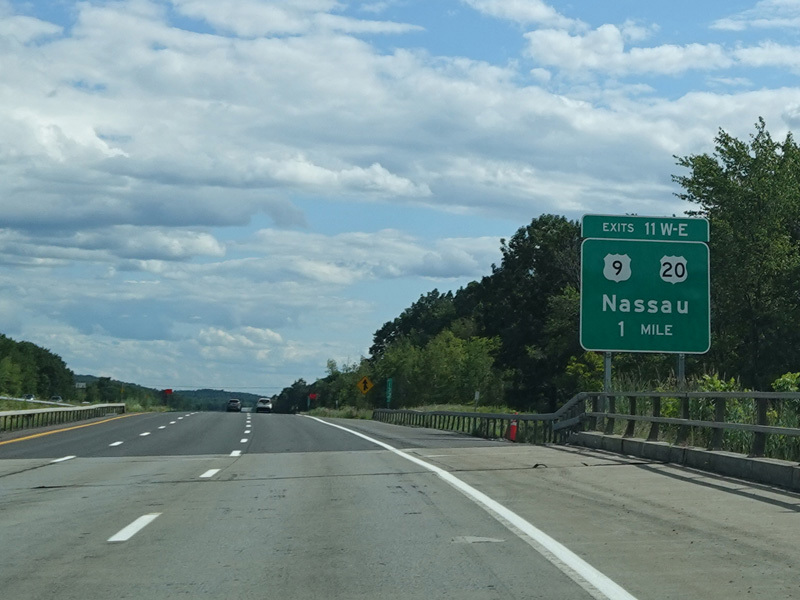 EXITS 11 W-E
9 20
Nassau
1 MILE